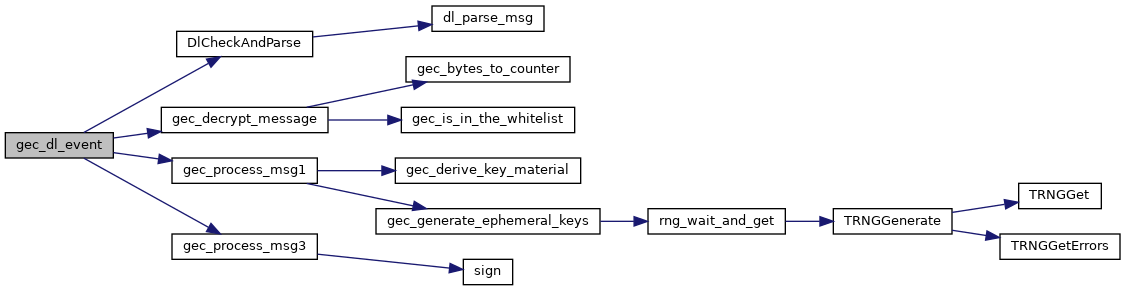 dl_parse_msg
DlCheckAndParse
gec_bytes_to_counter
gec_decrypt_message
gec_is_in_the_whitelist
gec_dl_event
gec_process_msg1
gec_derive_key_material
TRNGGet
gec_generate_ephemeral_keys
rng_wait_and_get
TRNGGenerate
gec_process_msg3
TRNGGetErrors
sign